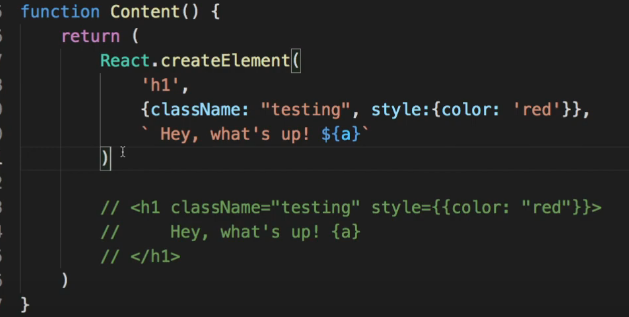 function Content() {
return (
React.createElement(
'h1',
{className: "testing", style:{color: 'red'}},
` Hey, what's up! ${a}`
)
// <h1 className="testing" style={{color: "red"}}>
//     Hey, what's up! {a}
// </h1>
)
}